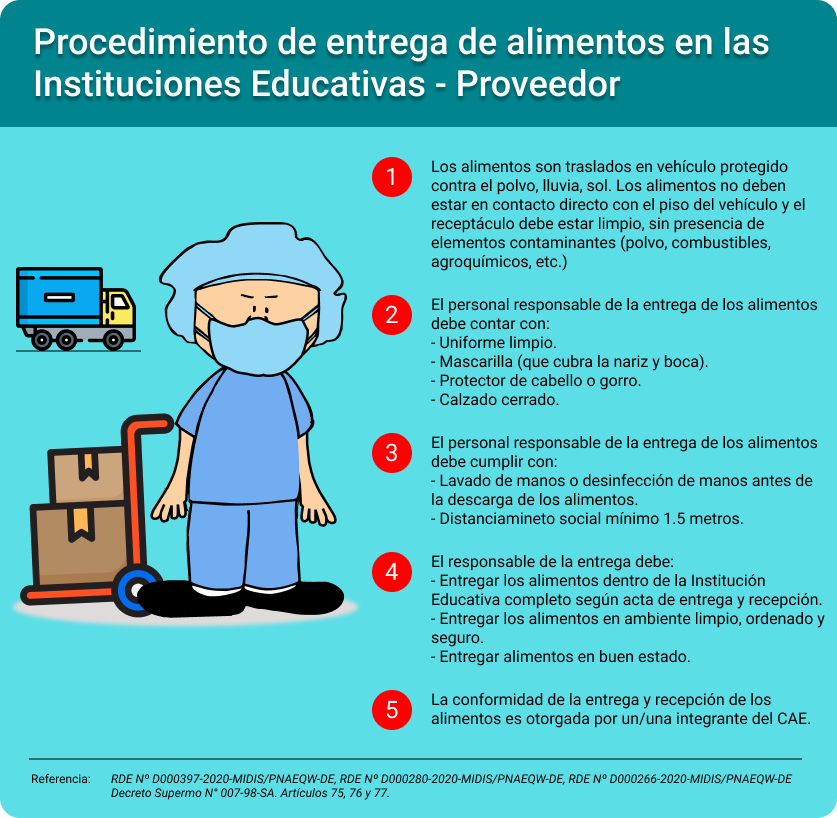 Procedimiento de entrega de alimentos en las
Instituciones Educativas - Proveedor
1
Los alimentos son traslados en vehículo protegido
contra el polvo, lluvia, sol. Los alimentos no deben
estar en contacto directo con el piso del vehículo y el
receptáculo debe estar limpio, sin presencia de
elementos contaminantes (polvo, combustibles,
agroquímicos, etc.)
2
El personal responsable de la entrega de los alimentos
debe contar con:
- Uniforme limpio.
- Mascarilla (que cubra la nariz y boca).
- Protector de cabello o gorro.
- Calzado cerrado.
3
El personal responsable de la entrega de los alimentos
debe cumplir con:
- Lavado de manos o desinfección de manos antes de
la descarga de los alimentos.
- Distanciamineto social mínimo 1.5 metros.
4
El responsable de la entrega debe:
- Entregar los alimentos dentro de la Institución
Educativa completo según acta de entrega y recepción.
- Entregar los alimentos en ambiente limpio, ordenado y
seguro.
- Entregar alimentos en buen estado.
5
La conformidad de la entrega y recepción de los
alimentos es otorgada por un/una integrante del CAE.
Referencia: RDE Nº D000397-2020-MIDIS/PNAEQW-DE, RDE Nº D000280-2020-MIDIS/PNAEQW-DE, RDE Nº D000266-2020-MIDIS/PNAEQW-DE
Decreto Supermo N° 007-98-SA. Artículos 75, 76 y 77.